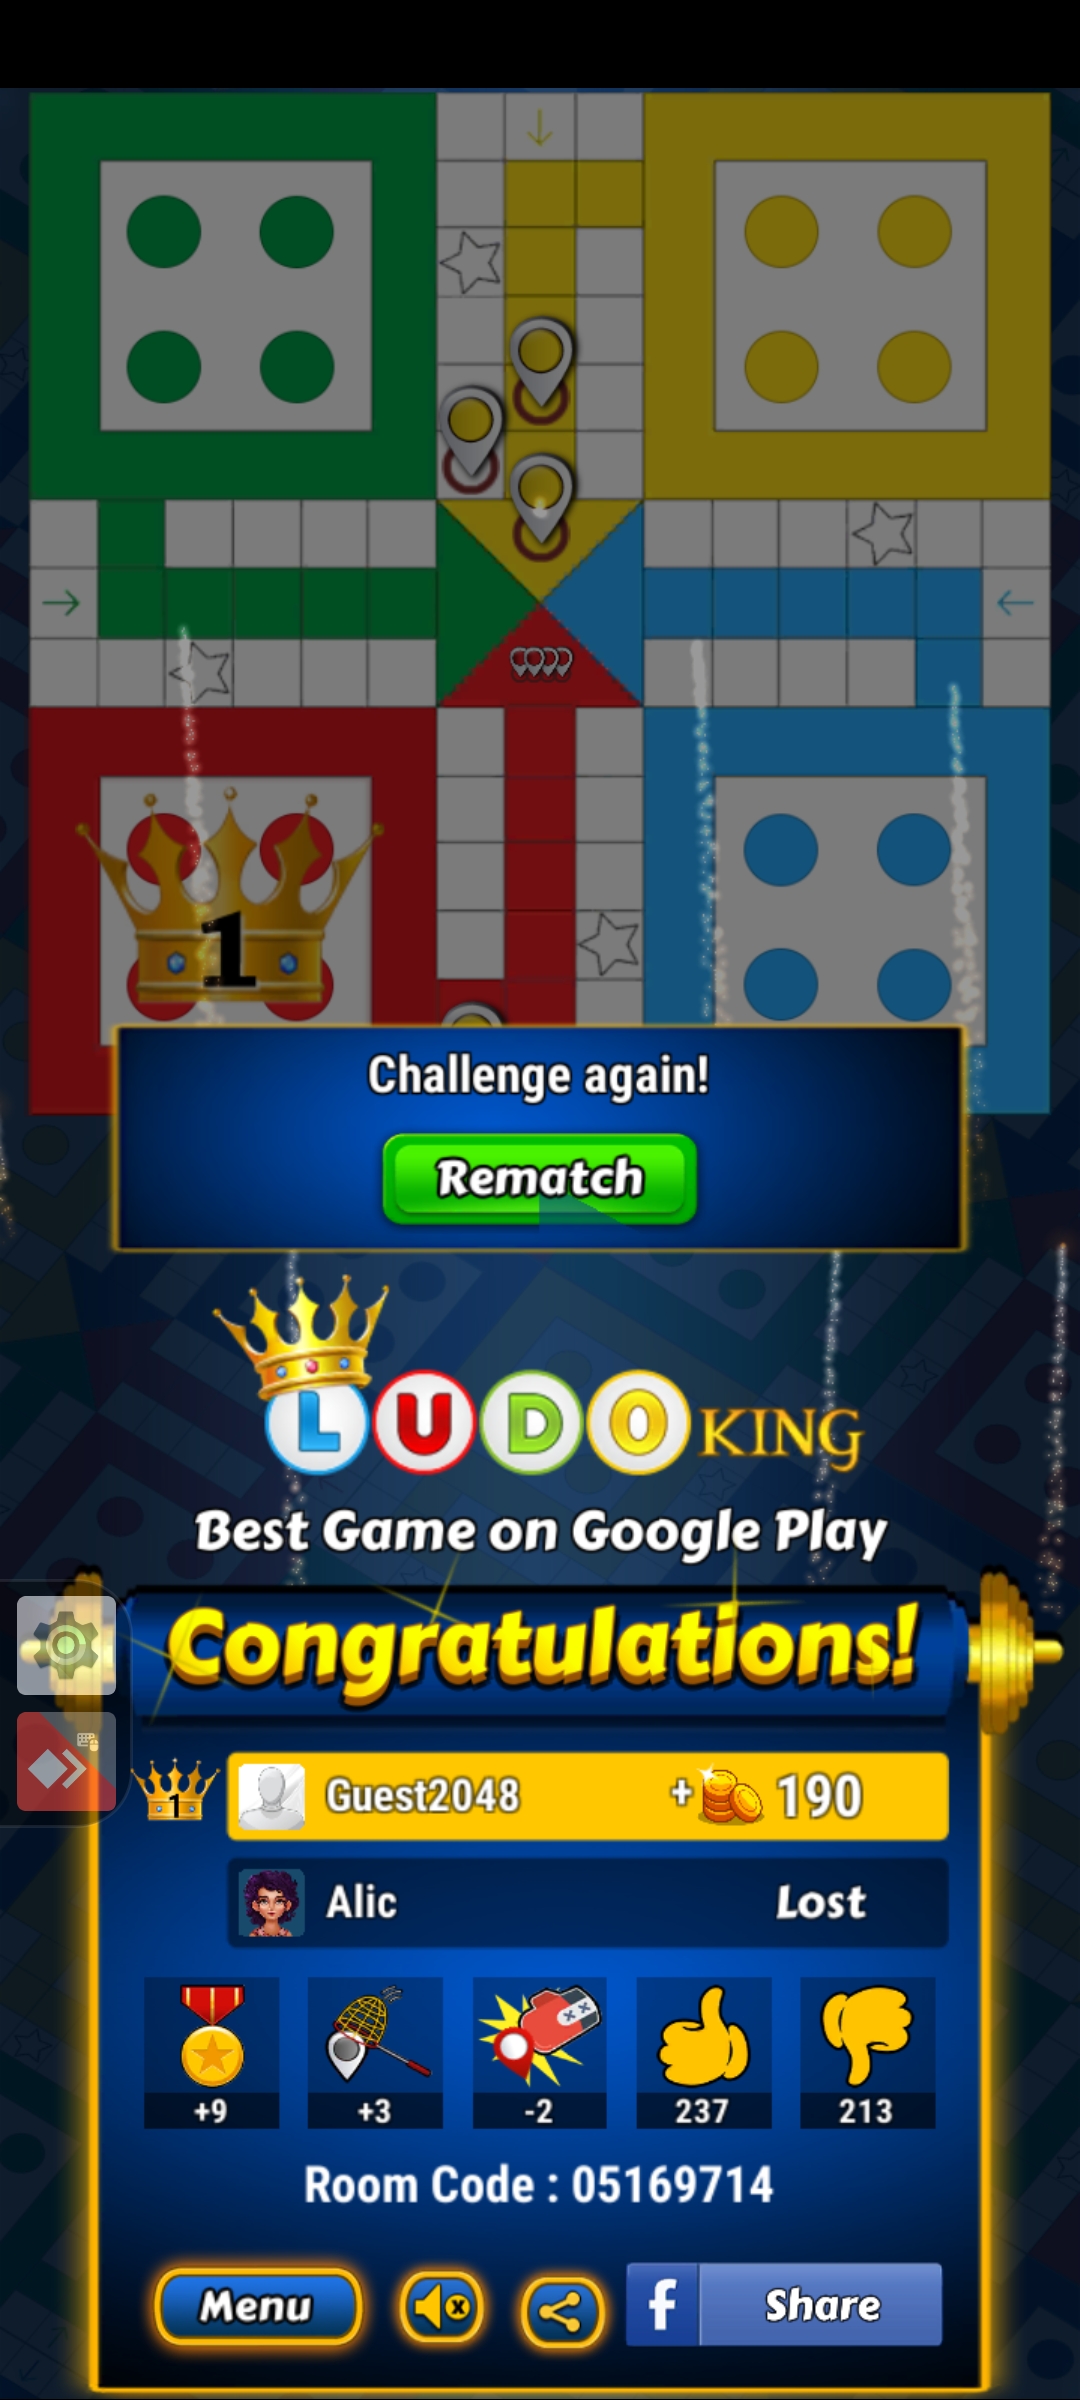 1
Challenge again!
Rematch
LUDO KING
Best Game on Google Play
Congratulations!
1 Guest2048 + 190
Alic Lost
+9 +3 -2 237 213
Room Code : 05169714
Menu f Share